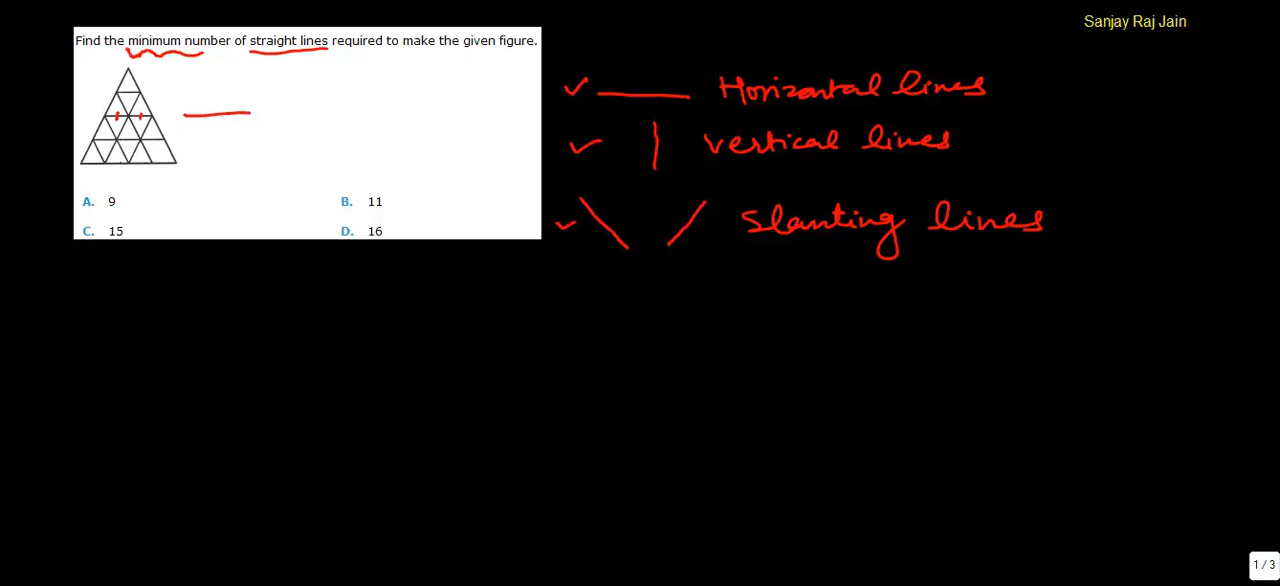 Sanjay Raj Jain
Find the minimum number of straight lines required to make the given figure.
A. 9
B. 11
C. 15
D. 16
Horizontal lines
vertical lines
Slanting lines
1 / 3